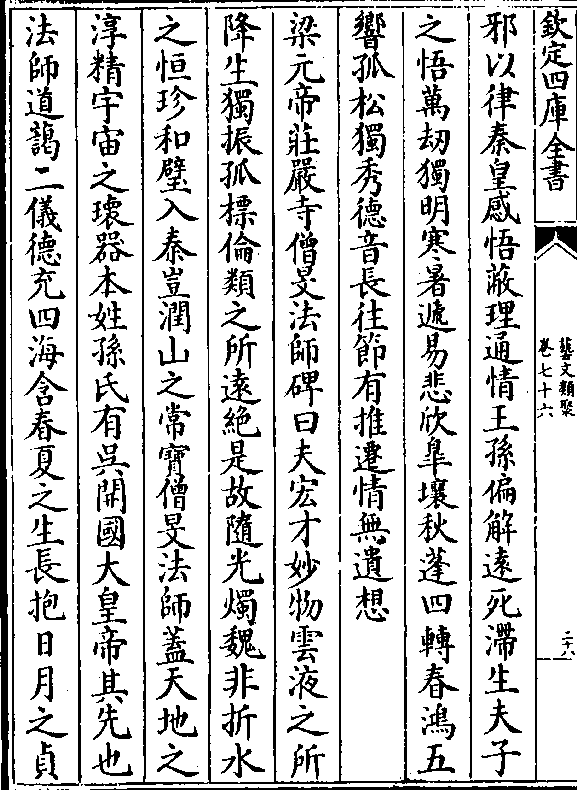 欽定四庫全書
藝文類聚
卷七十六
二十八
邪以律秦皇感悟蔽理通情王孫偏解遠死滯生夫子
之悟萬劫獨明寒暑遞易悲欣臯壤秋蓬四轉春鴻五
響孤松獨秀德音長往節有推遷情無遺想
梁元帝莊嚴寺僧旻法師碑曰夫宏才妙物雲液之所
降生獨振孤標倫類之所遠絶是故隨光燭魏非折水
之恒珍和璧入秦豈潤山之常寶僧旻法師蓋天地之
淳精宇宙之瓌器本姓孫氏有吳開國大皇帝其先也
法師道藹二儀德充四海含春夏之生長抱日月之貞